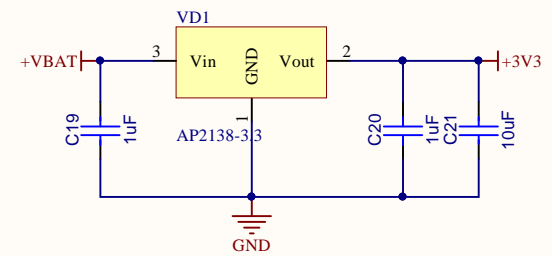 VD1
3
2
+VBAT
Vin
GND
Vout
+3V3
1
AP2138-3.3
C19
1uF
C20
1uF
C21
10uF
GND